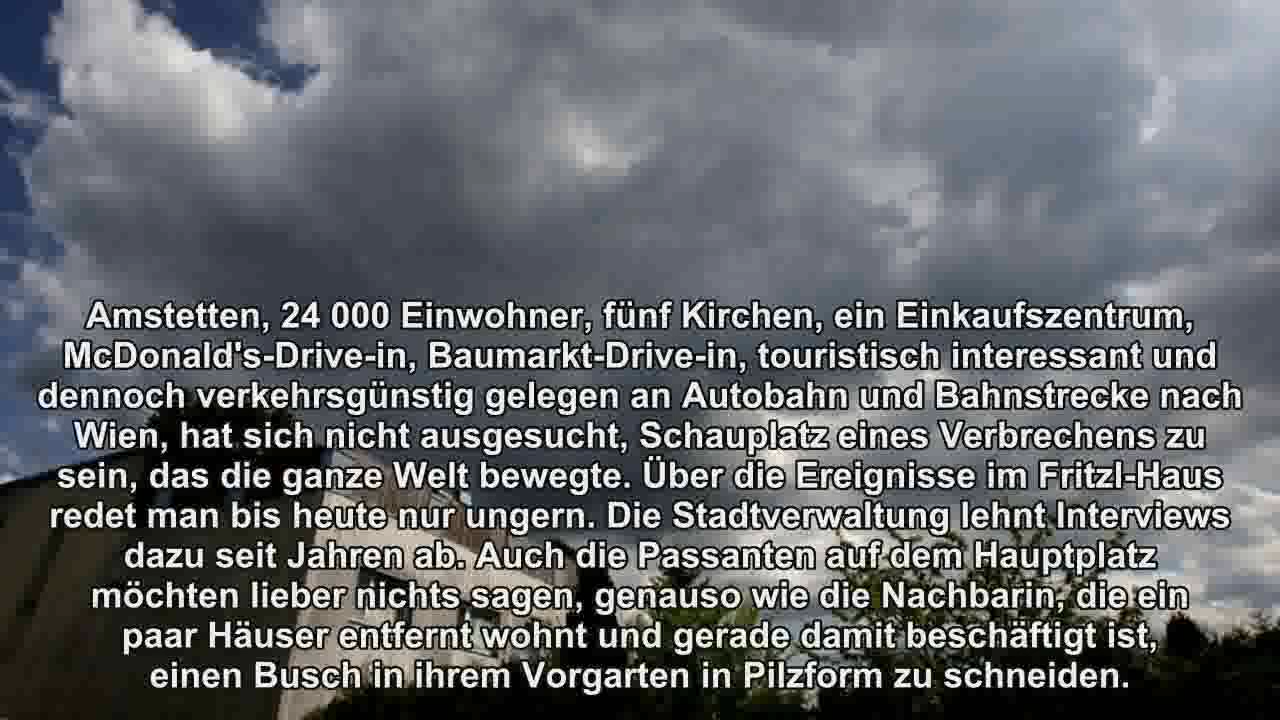 Amstetten, 24 000 Einwohner, fünf Kirchen, ein Einkaufszentrum,
McDonald's-Drive-in, Baumarkt-Drive-in, touristisch interessant und
dennoch verkehrsgünstig gelegen an Autobahn und Bahnstrecke nach
Wien, hat sich nicht ausgesucht, Schauplatz eines Verbrechens zu
sein, das die ganze Welt bewegte. Über die Ereignisse im Fritzl-Haus
redet man bis heute nur ungern. Die Stadtverwaltung lehnt Interviews
dazu seit Jahren ab. Auch die Passanten auf dem Hauptplatz
möchten lieber nichts sagen, genauso wie die Nachbarin, die ein
paar Häuser entfernt wohnt und gerade damit beschäftigt ist,
einen Busch in ihrem Vorgarten in Pilzform zu schneiden.